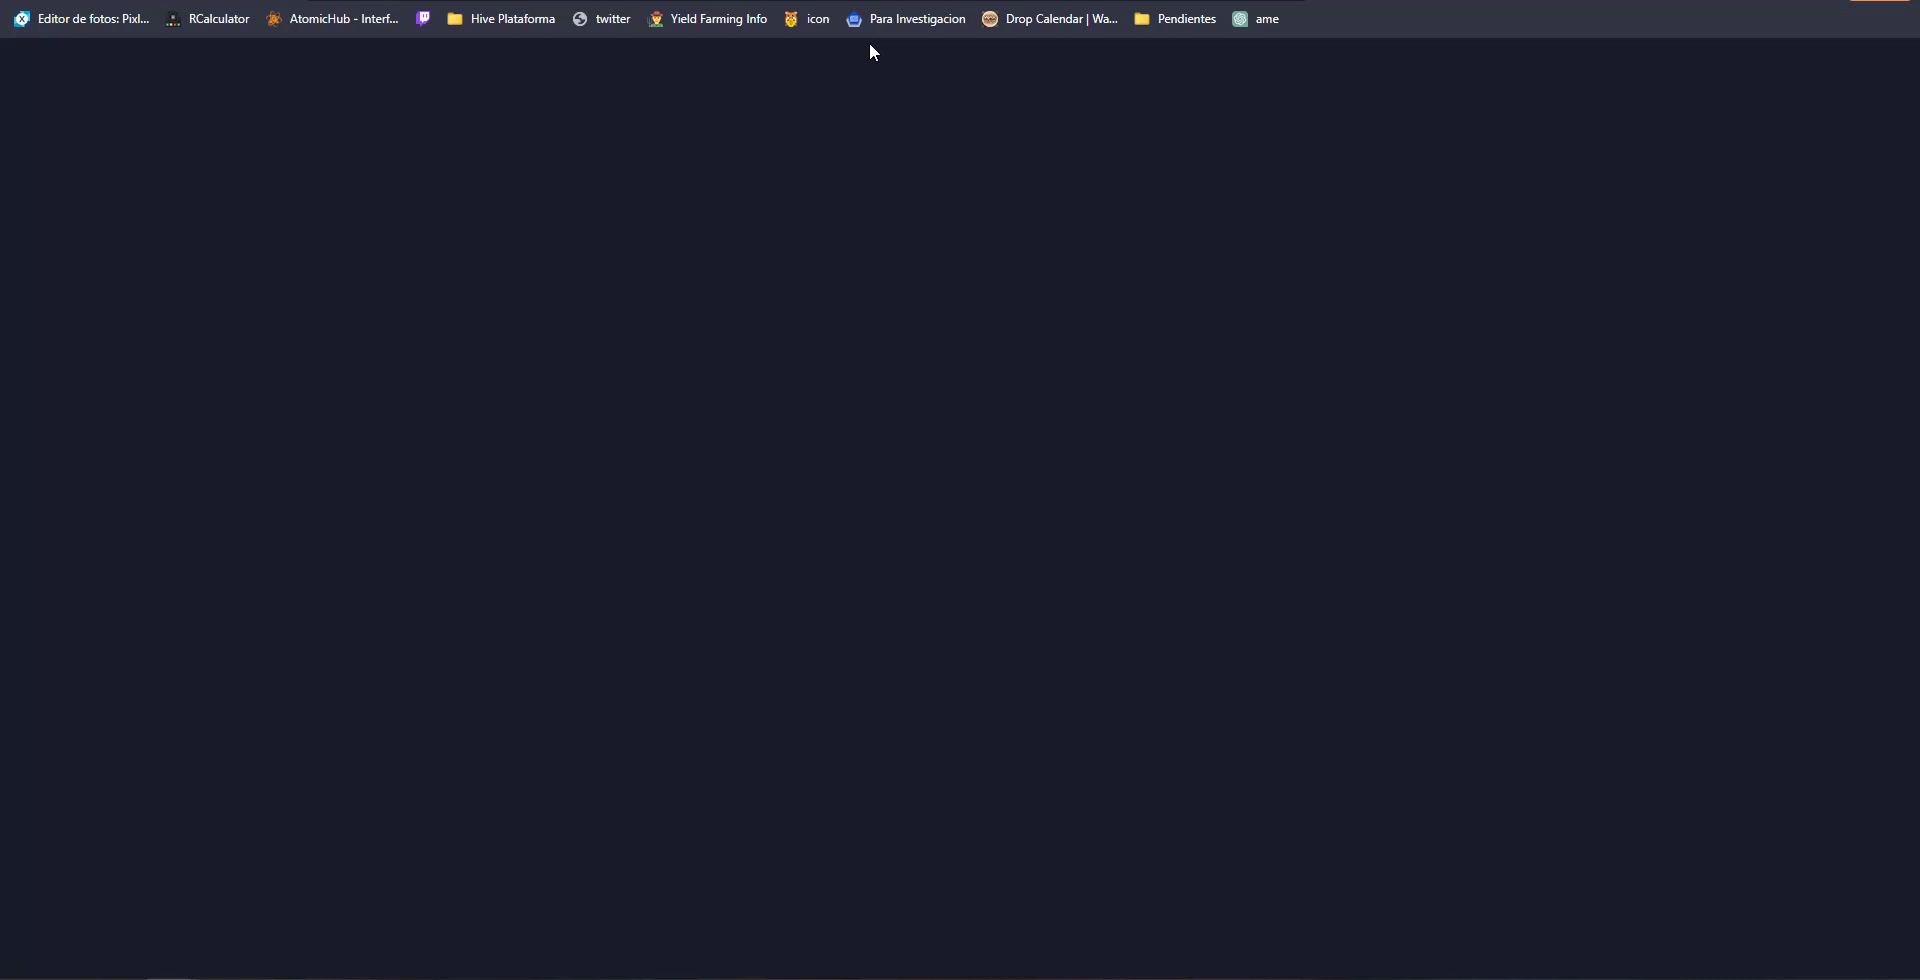 Editor de fotos: Pixl... RCalculator AtomicHub - Interf... Hive Plataforma twitter Yield Farming Info icon Para Investigacion Drop Calendar | Wa... Pendientes ame